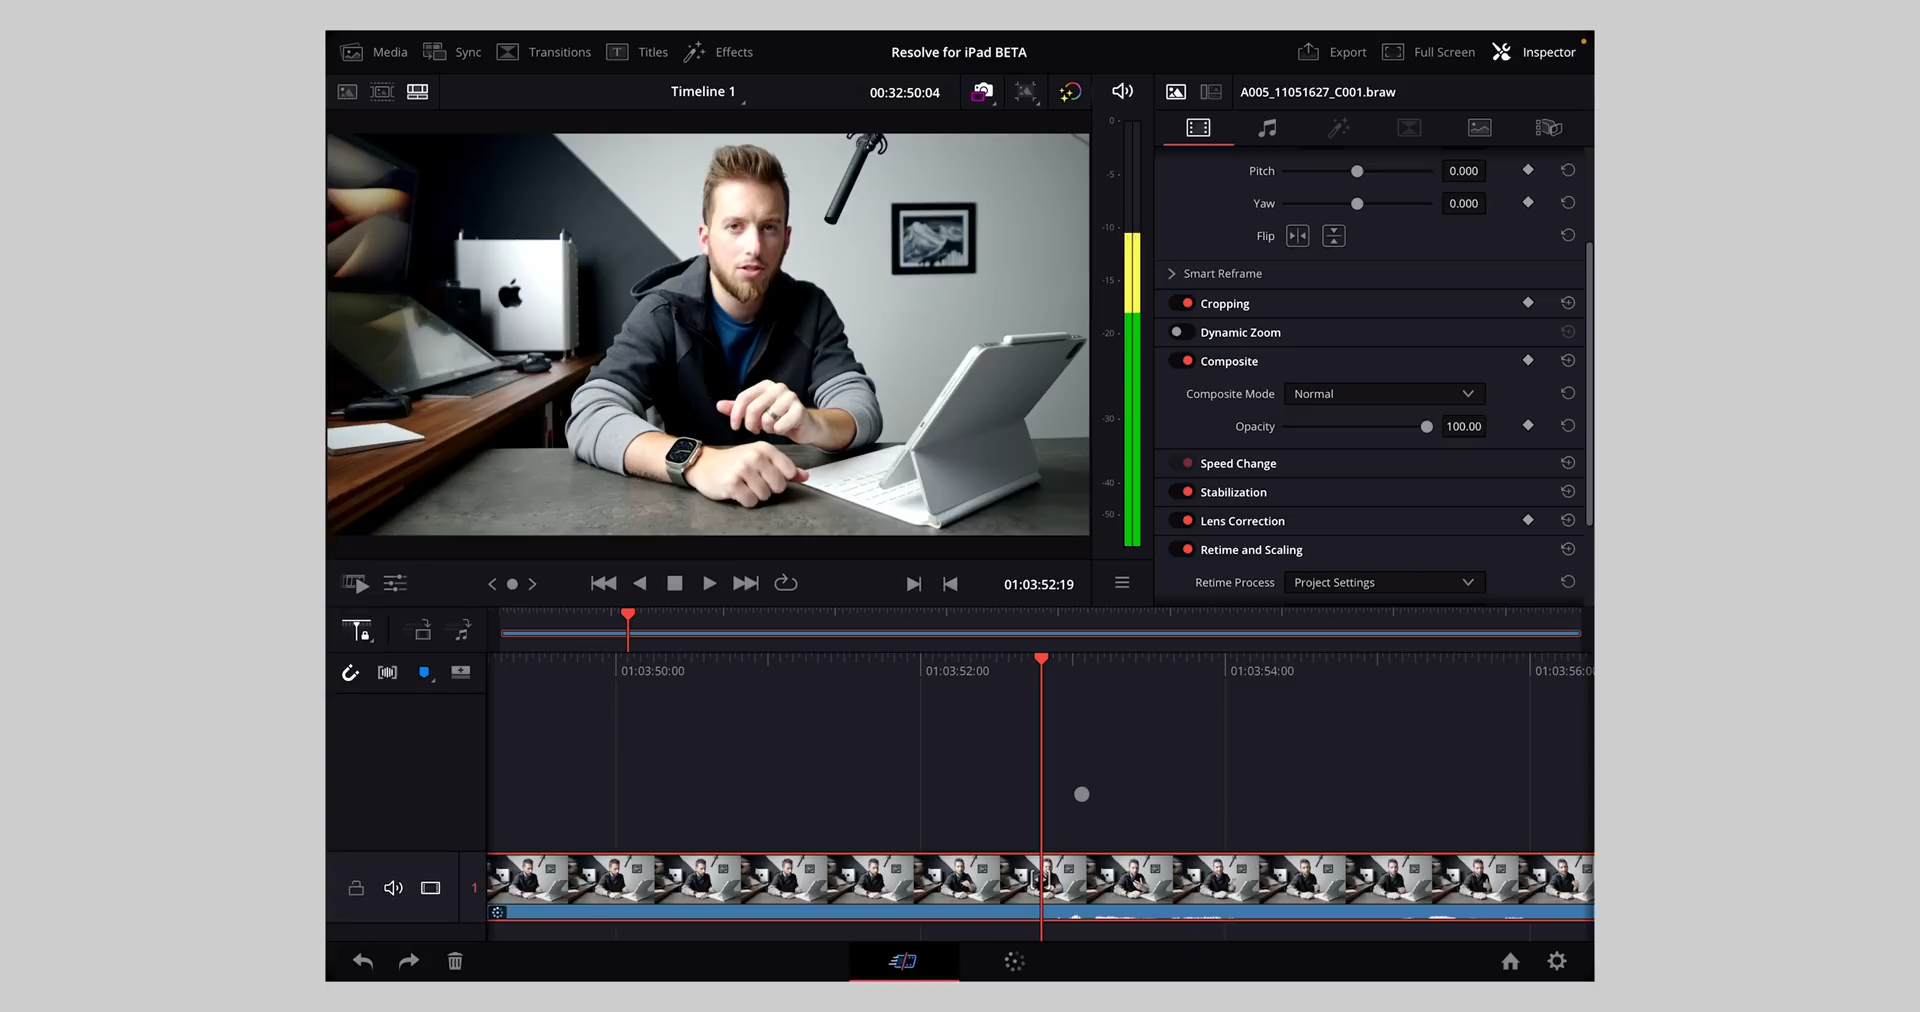 Media Sync Transitions Titles Effects Resolve for iPad BETA Export Full Screen Inspector
Timeline 1 00:32:50:04 A005_11051627_C001.braw
0
-5
-10
-15
-20
-30
-40
-50
Pitch 0.000
Yaw 0.000
Flip
Smart Reframe
Cropping
Dynamic Zoom
Composite
Composite Mode Normal
Opacity 100.00
Speed Change
Stabilization
Lens Correction
Retime and Scaling
Retime Process Project Settings
01:03:52:19
01:03:50:00 01:03:52:00 01:03:54:00 01:03:56:0
1